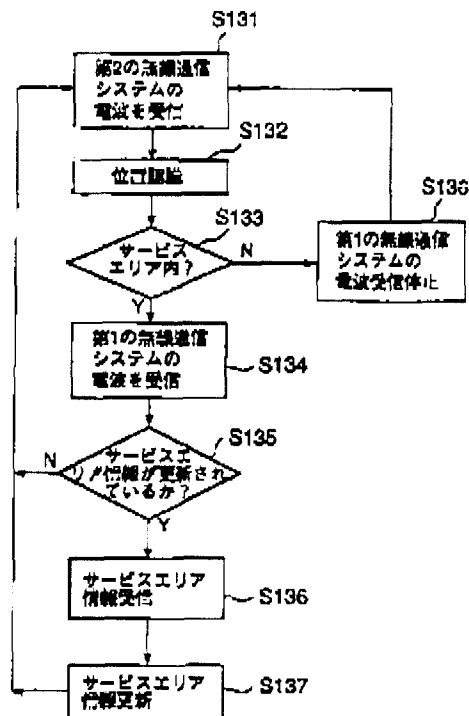 S131
第2の無線通信
システムの
電波を受信
S132
位置認識
S133
サービス
エリア内?
N
Y
S136
第1の無線通信
システムの
電波受信停止
第1の無線通信
システムの
電波を受信
S134
S135
サービスエ
リア情報が更新され
ているか?
N
Y
サービスエリア
情報受信
S136
サービスエリア
情報更新
S137